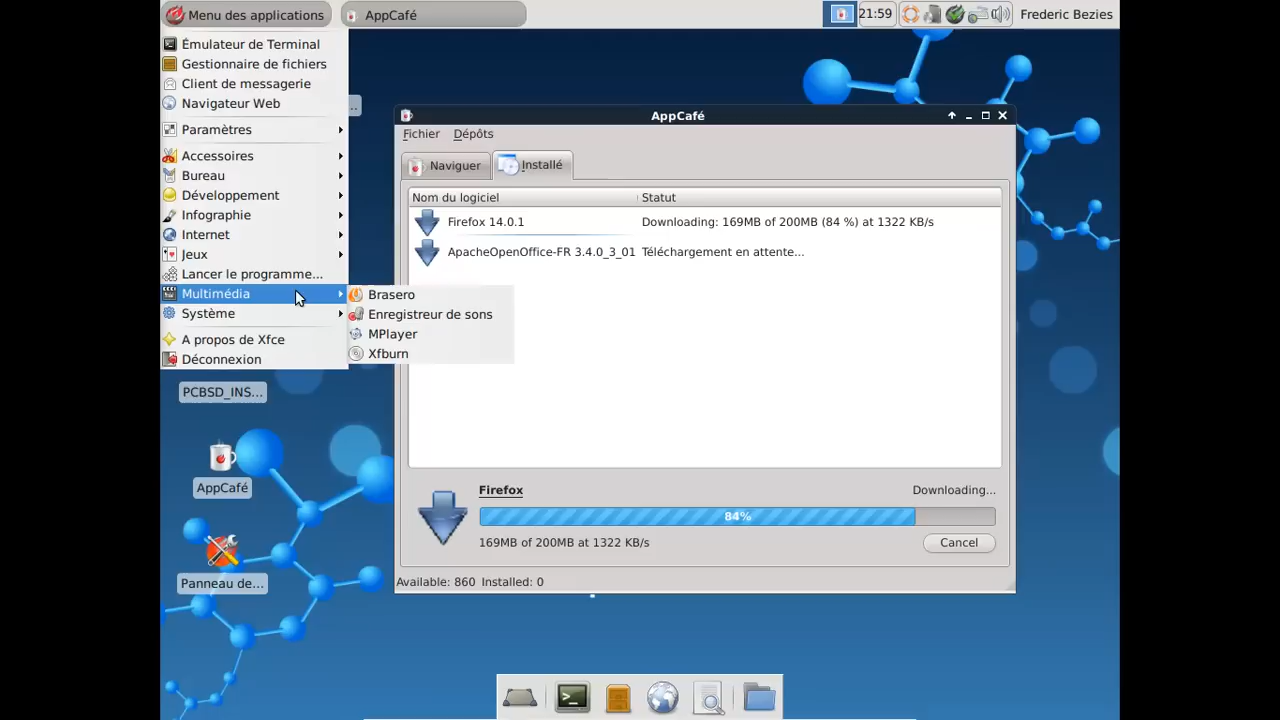 Menu des applications
AppCafé
21:59
Frederic Bezies
Émulateur de Terminal
Gestionnaire de fichiers
Client de messagerie
Navigateur Web
Paramètres
Accessoires
Bureau
Développement
Infographie
Internet
Jeux
Lancer le programme...
Multimédia
Système
A propos de Xfce
Déconnexion
Brasero
Enregistreur de sons
MPlayer
Xfburn
..
PCBSD_INS...
AppCafé
Panneau de...
AppCafé
Fichier Dépôts
Naviguer Installé
Nom du logiciel Statut
Firefox 14.0.1 Downloading: 169MB of 200MB (84 %) at 1322 KB/s
ApacheOpenOffice-FR 3.4.0_3_01 Téléchargement en attente...
Firefox Downloading...
84%
169MB of 200MB at 1322 KB/s Cancel
Available: 860 Installed: 0